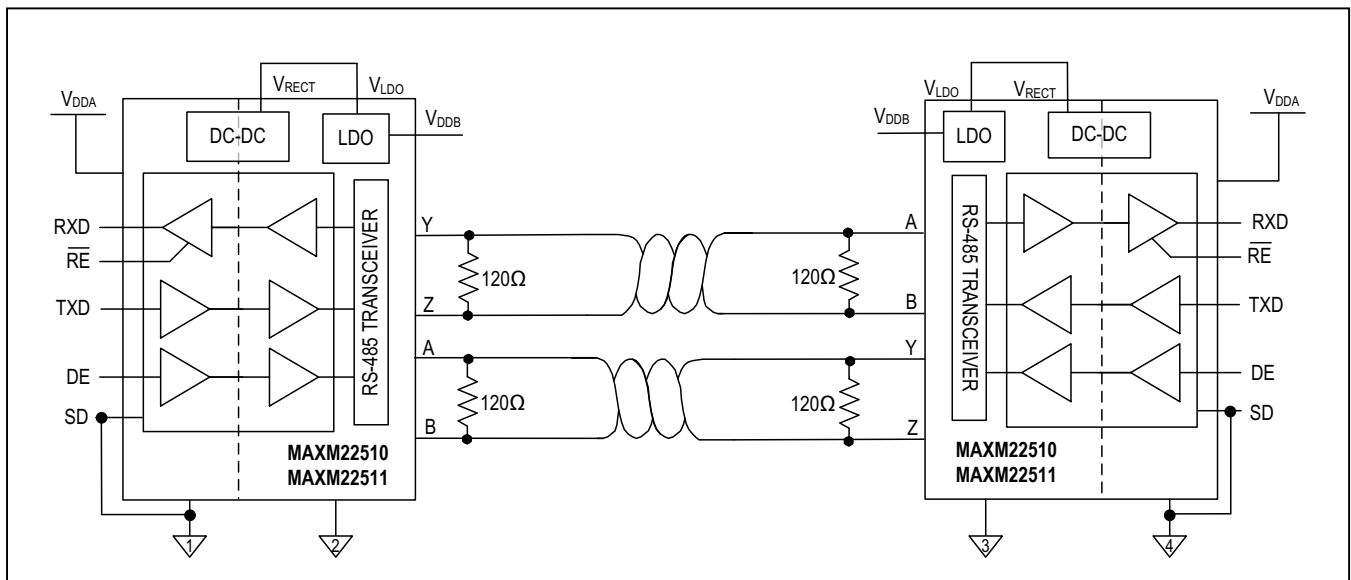 VRECT
VLDO
VDDA
DC-DC
LDO
VDDB
RXD
RE
TXD
DE
SD
RS-485 TRANSCEIVER
Y
Z
A
B
120Ω
120Ω
MAXM22510
MAXM22511
1
2
VLDO
VRECT
VDDA
VDDB
LDO
DC-DC
A
B
Y
Z
120Ω
120Ω
RS-485 TRANSCEIVER
RXD
RE
TXD
DE
SD
MAXM22510
MAXM22511
3
4